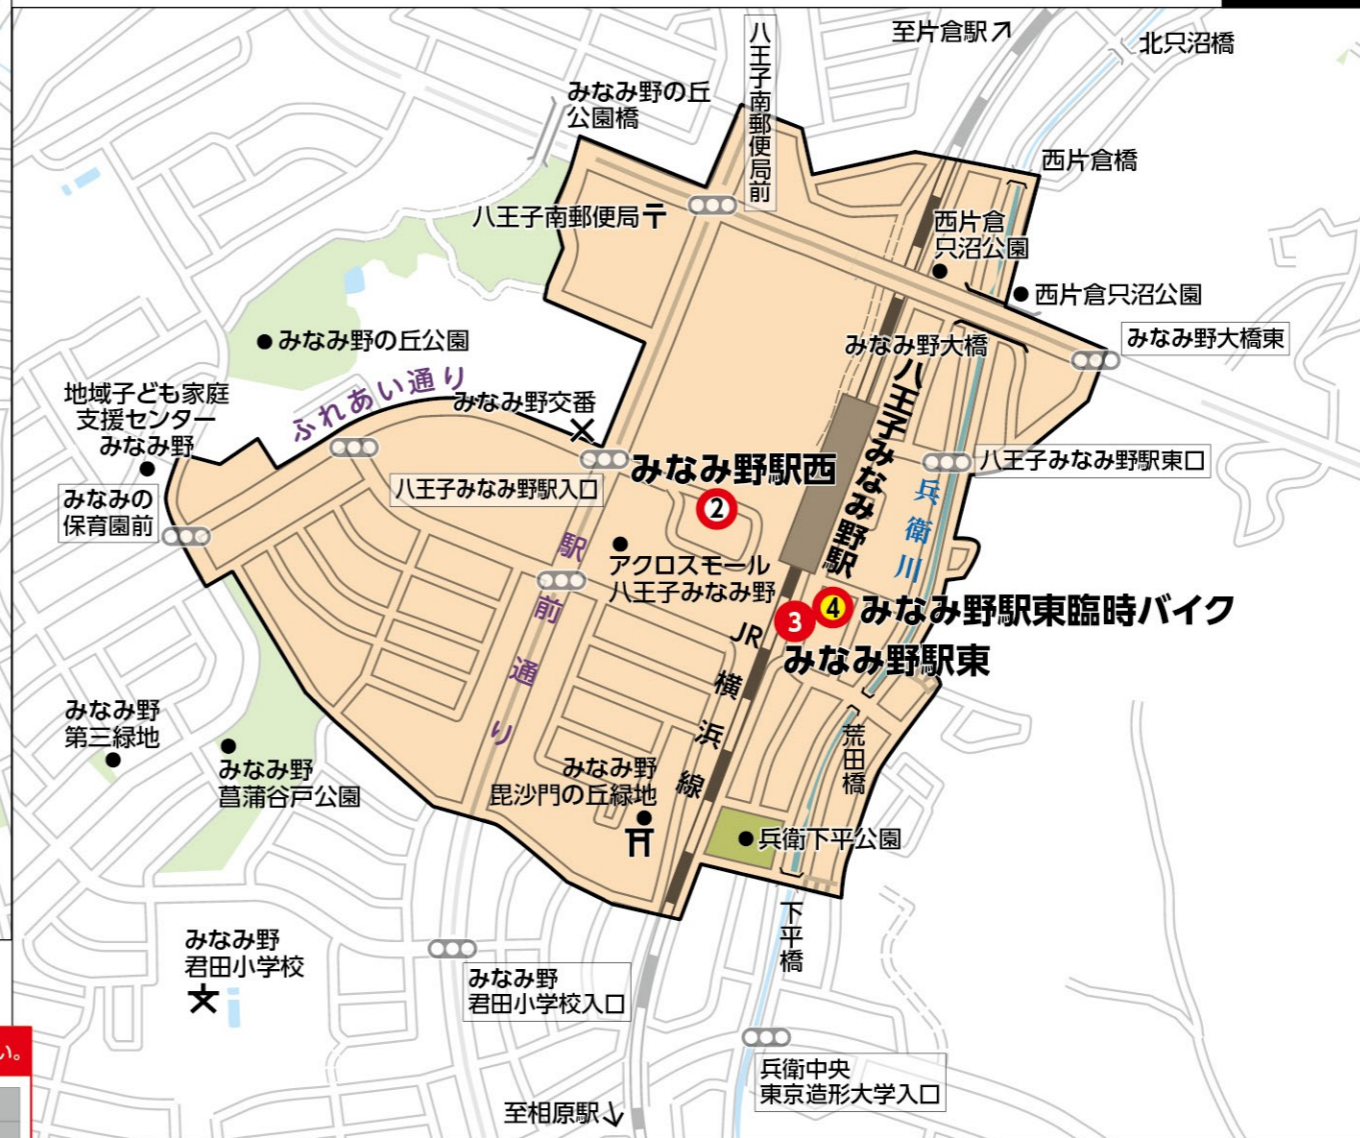 至片倉駅
北只沼橋
八王子南郵便局前
みなみ野の丘
公園橋
西片倉橋
八王子南郵便局
西片倉
只沼公園
西片倉只沼公園
みなみ野大橋東
みなみ野大橋
みなみ野の丘公園
ふれあい通り
地域子ども家庭
支援センター
みなみ野
みなみ野交番
八王子みなみ野駅
みなみ野駅西
八王子みなみ野駅東口
みなみの
保育園前
八王子みなみ野駅入口
2
兵衛川
駅前通り
アクロスモール
八王子みなみ野
4
みなみ野駅東臨時バイク
3
みなみ野駅東
JR横浜線
みなみ野
第三緑地
みなみ野
菖蒲谷戸公園
荒田橋
みなみ野
毘沙門の丘緑地
兵衛下平公園
下平橋
みなみ野
君田小学校
みなみ野
君田小学校入口
い。
兵衛中央
東京造形大学入口
至相原駅